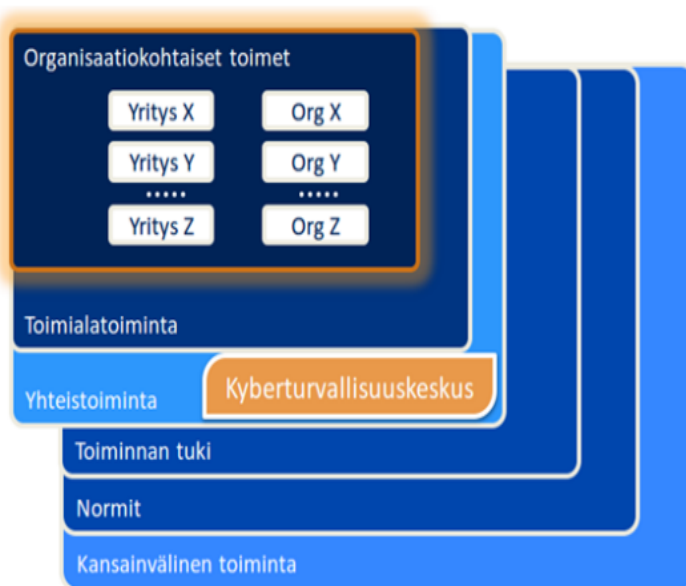 Organisaatiokohtaiset toimet
Yritys X
Org X
Yritys Y
Org Y
.....
.....
Yritys Z
Org Z
Toimialatoiminta
Yhteistoiminta
Kyberturvallisuuskeskus
Toiminnan tuki
Normit
Kansainvälinen toiminta